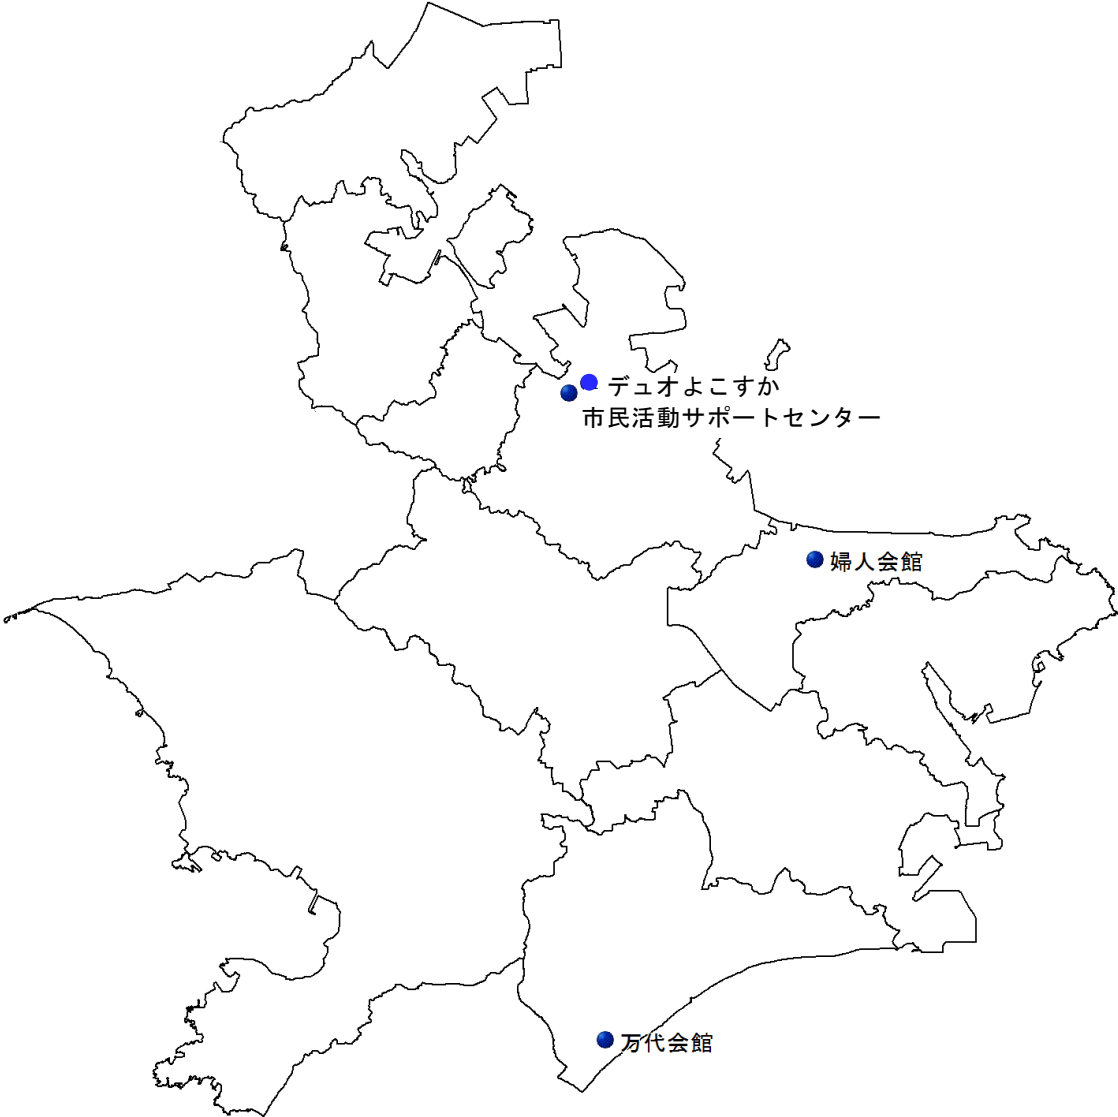 デュオよこすか
市民活動サポートセンター
婦人会館
万代会館